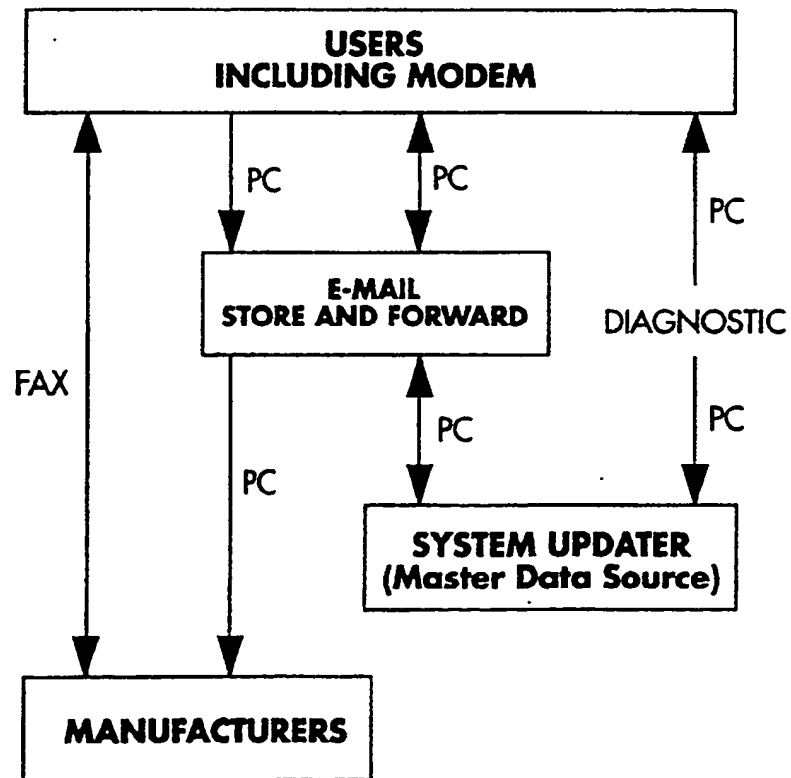 USERS
INCLUDING MODEM
PC
PC
PC
E-MAIL
STORE AND FORWARD
DIAGNOSTIC
FAX
PC
PC
PC
SYSTEM UPDATER
(Master Data Source)
MANUFACTURERS